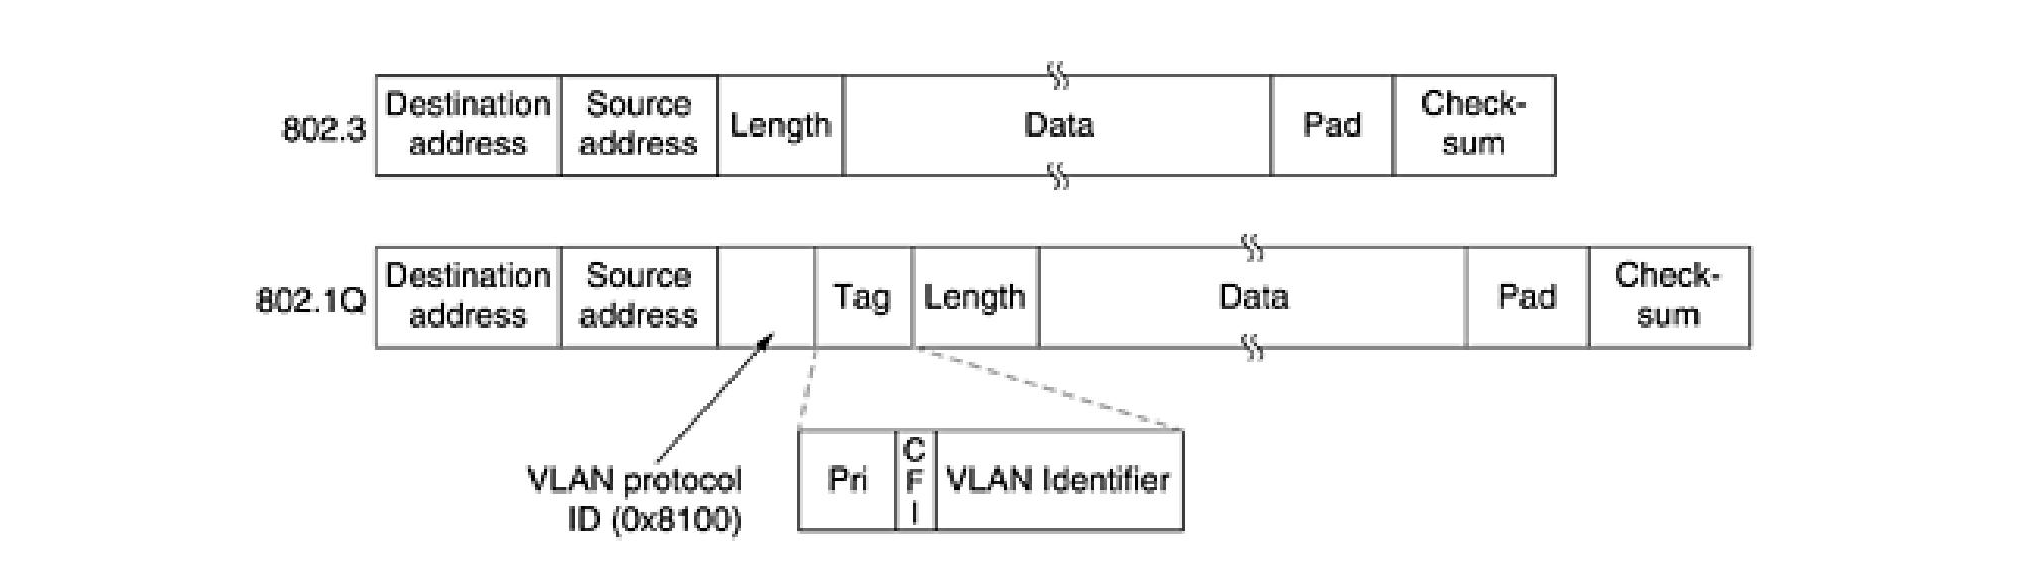 802.3
Destination
address
Source
address
Length
Data
Pad
Check-
sum
802.1Q
Destination
address
Source
address
Tag
Length
Data
Pad
Check-
sum
VLAN protocol
ID (0x8100)
Pri
C
F
I
VLAN Identifier